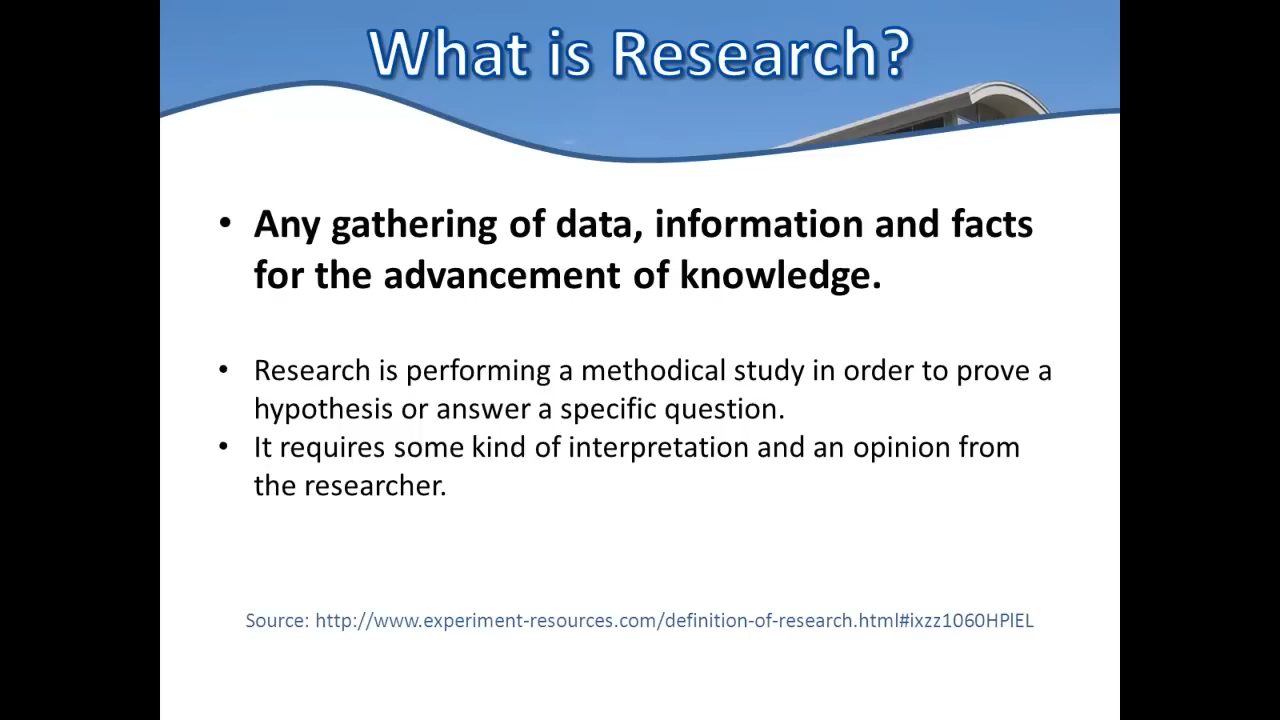 What is Research?
• Any gathering of data, information and facts
for the advancement of knowledge.
• Research is performing a methodical study in order to prove a
hypothesis or answer a specific question.
• It requires some kind of interpretation and an opinion from
the researcher.
Source: http://www.experiment-resources.com/definition-of-research.html#ixzz1060HPlEL